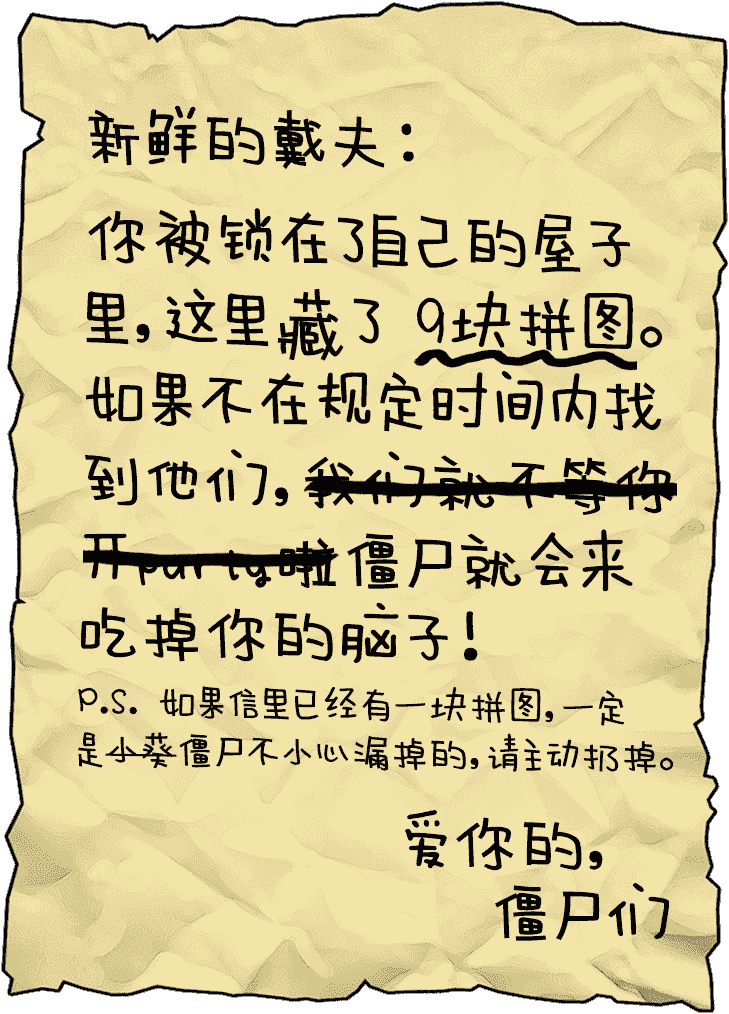 新鲜的戴夫：
你被锁在了自己的屋子
里，这里藏了 9块拼图。
如果不在规定时间内找
到他们，我们就不等你
开party啦僵尸就会来
吃掉你的脑子！
P.S. 如果信里已经有一块拼图，一定
是小葵僵尸不小心漏掉的，请主动扔掉。
爱你的，
僵尸们